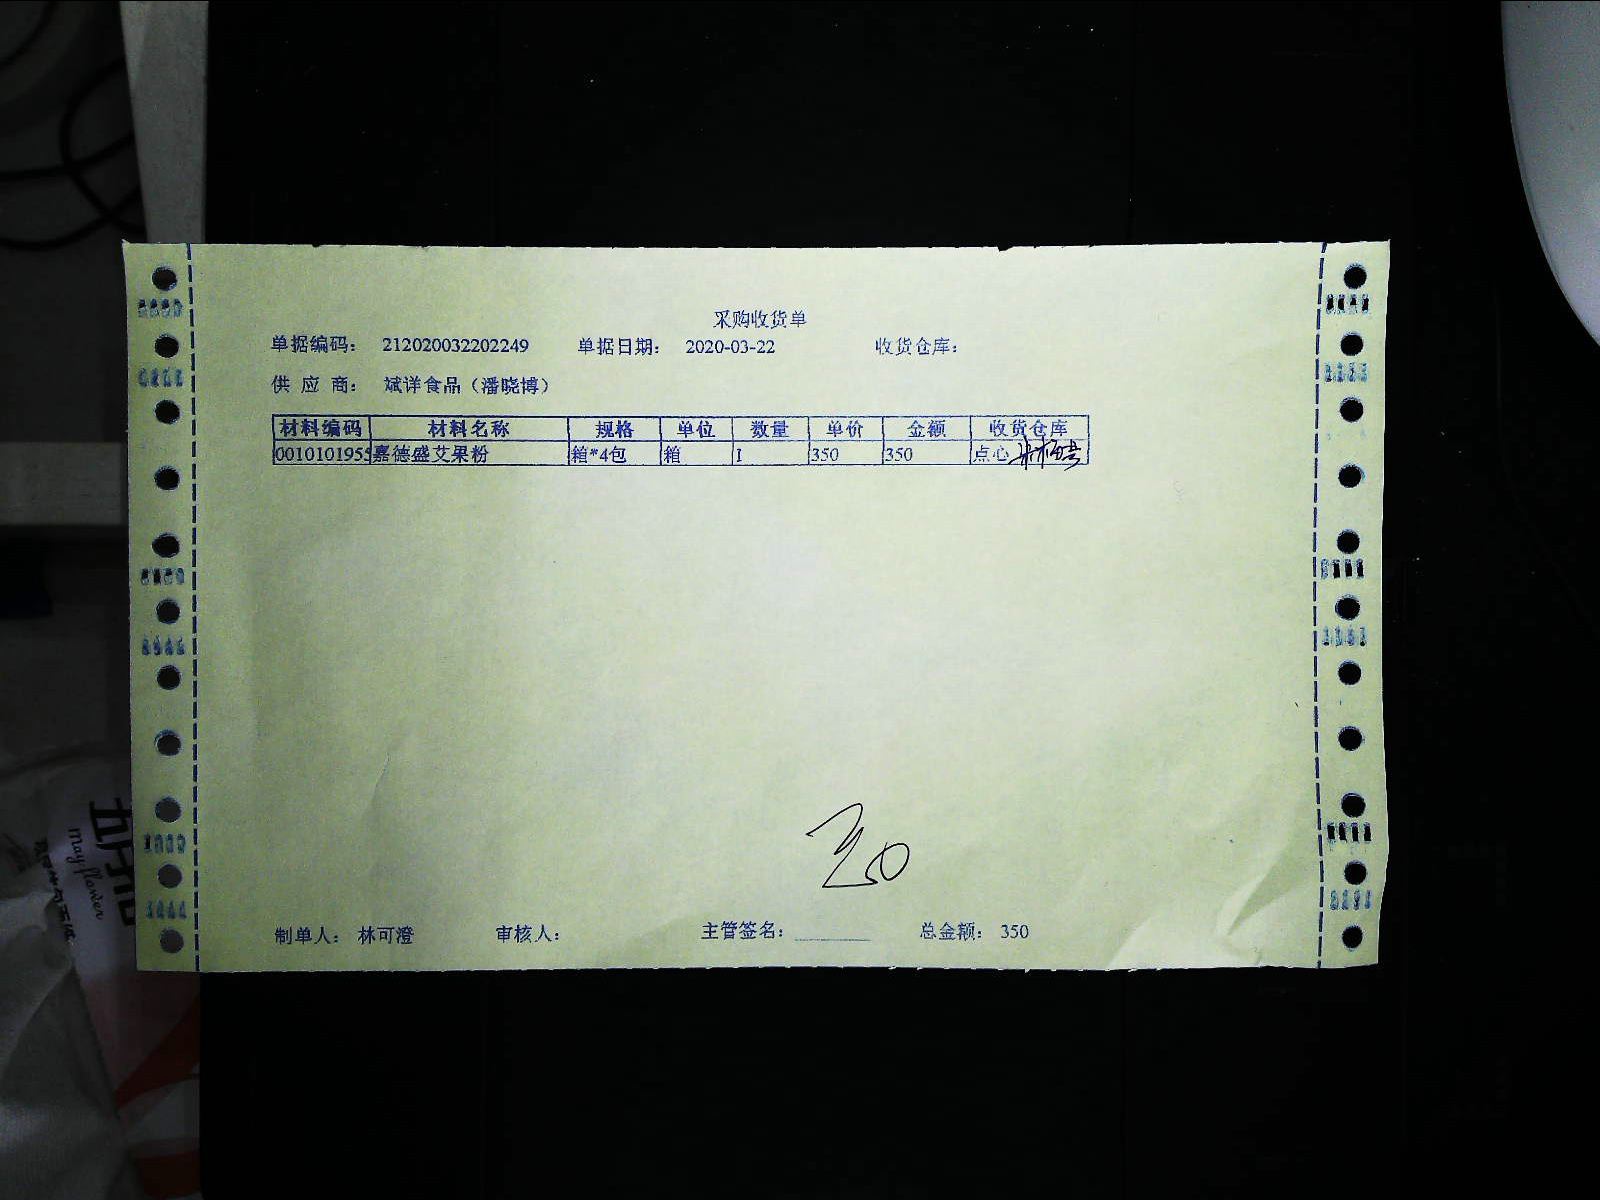 采购收货单
单据编码： 212020032202249 单据日期： 2020-03-22 收货仓库：
供 应 商： 斌详食品（潘晓博）
材料编码 材料名称 规格 单位 数量 单价 金额 收货仓库
0010101955 嘉德盛艾果粉 箱*4包 箱 1 350 350 点心
制单人： 林可澄 审核人： 主管签名： 总金额： 350
may flower